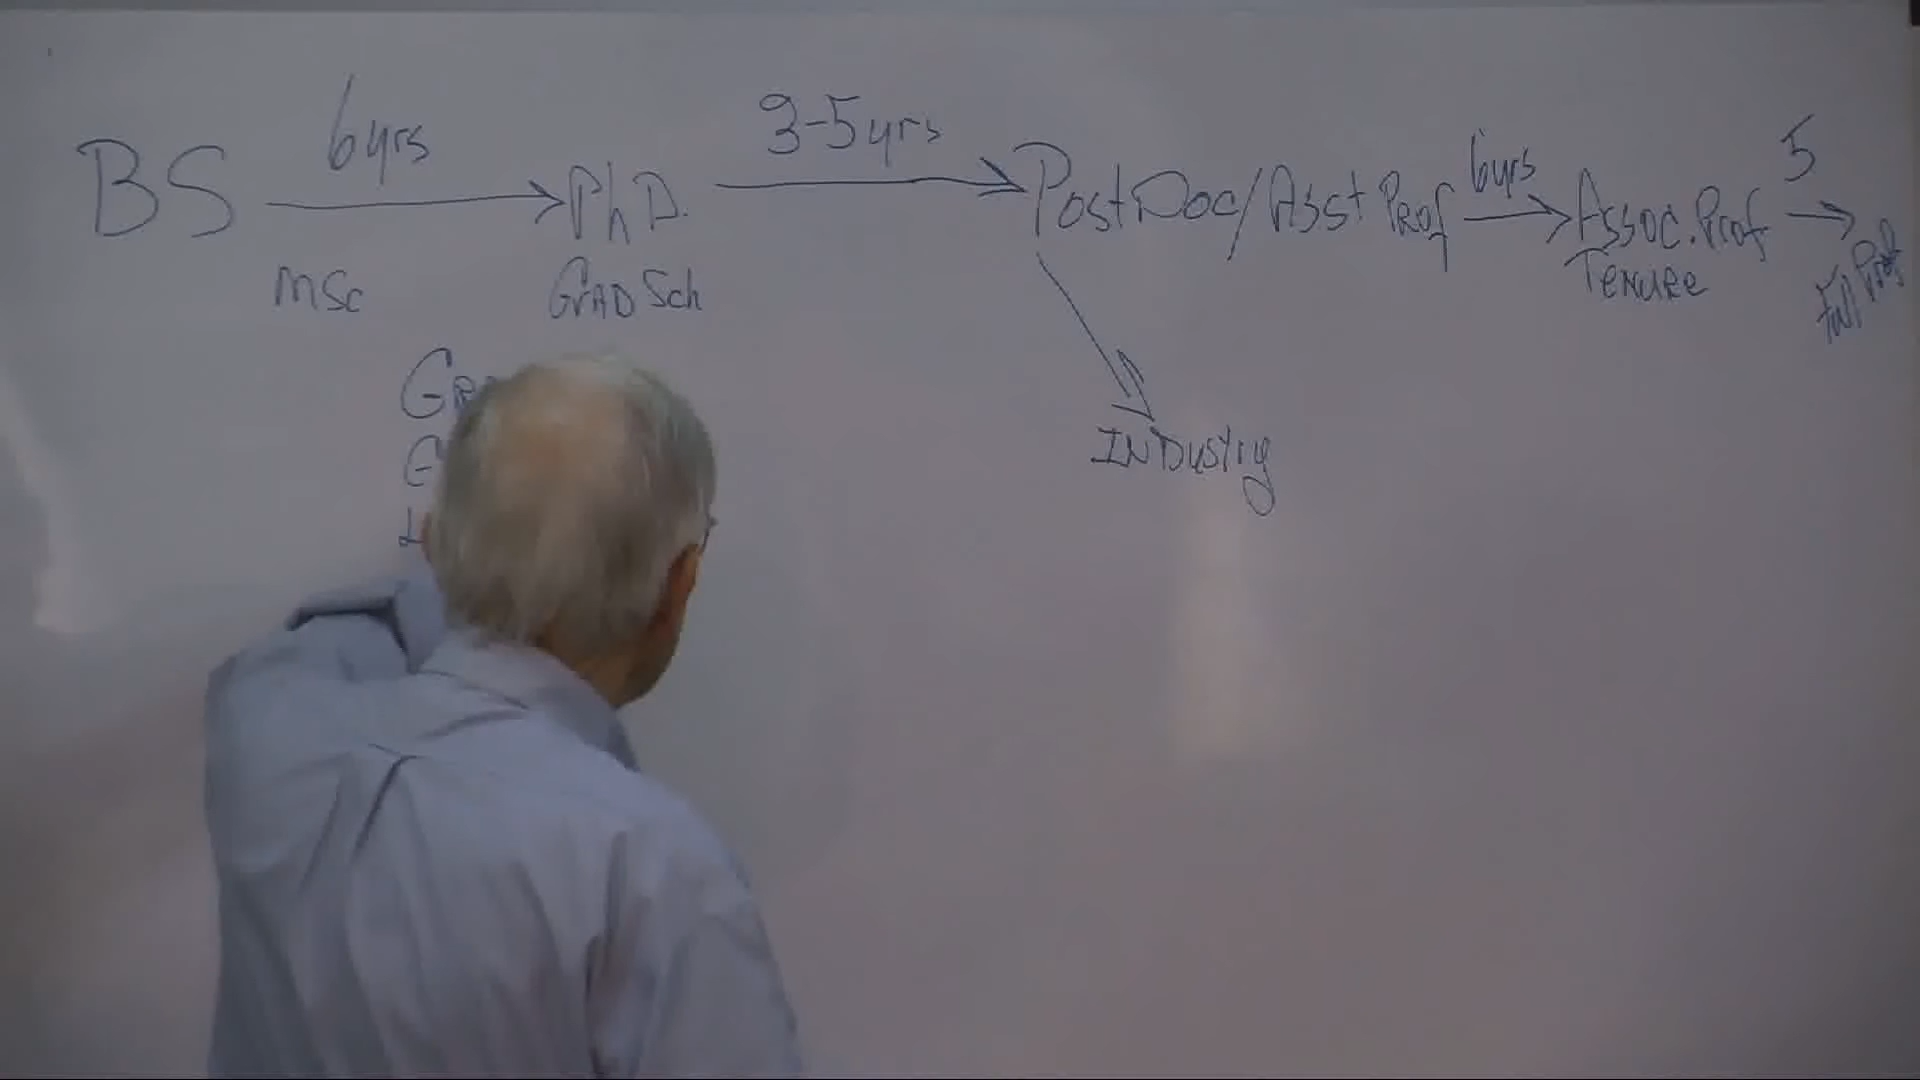 BS 6yrs PhD. 3-5yrs PostDoc/Asst Prof 6yrs Assoc. Prof 5 Full Prof
MSc GRAD Sch Tenure
INDustry